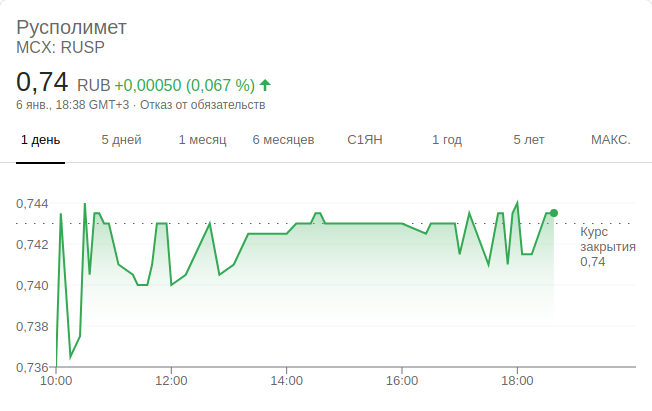 Русполимет
MCX: RUSP
0,74 RUB +0,00050 (0,067 %)
6 янв., 18:38 GMT+3 · Отказ от обязательств
1 день 5 дней 1 месяц 6 месяцев С1ЯН 1 год 5 лет МАКС.
0,744
0,742
0,740
0,738
0,736
Курс
закрытия
0,74
10:00 12:00 14:00 16:00 18:00